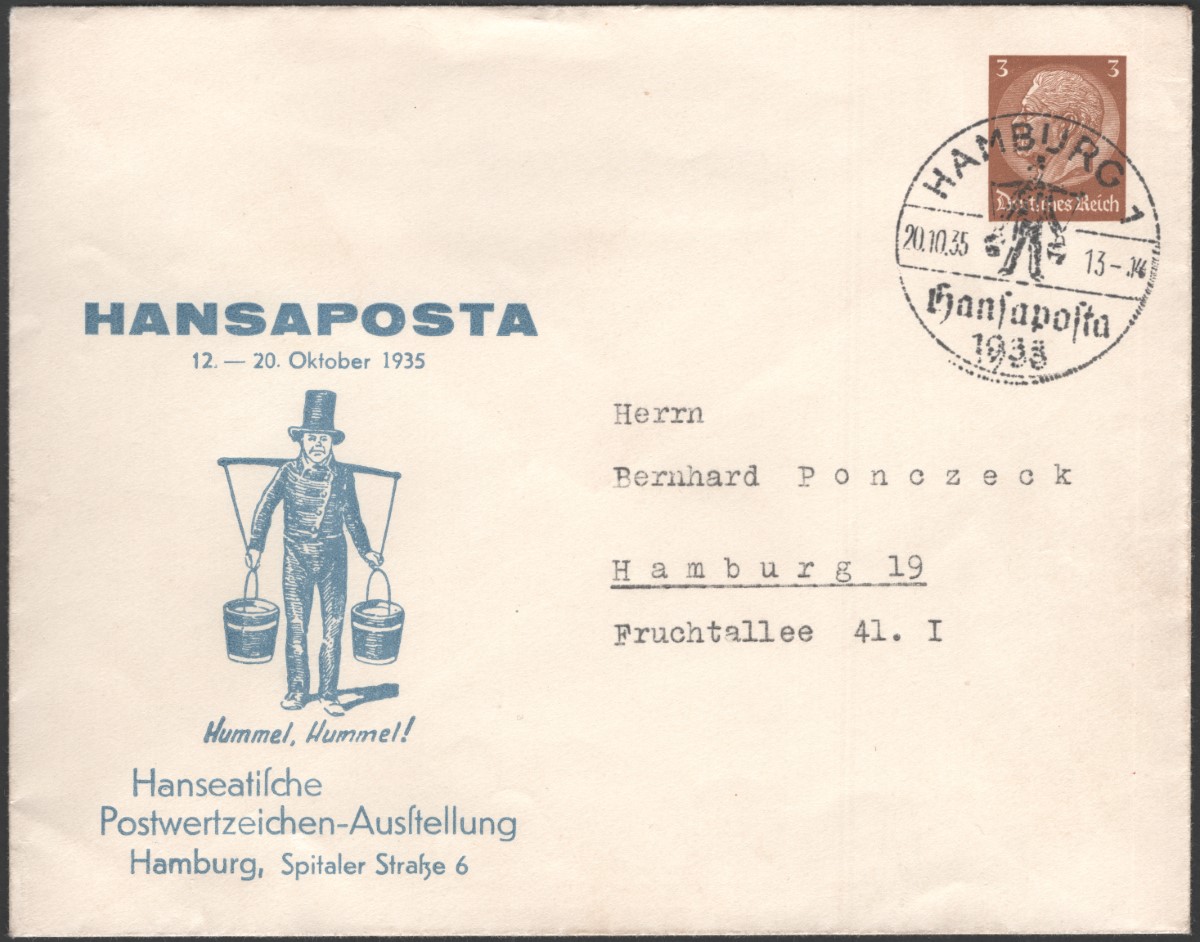 3 3
Deutsches Reich
HAMBURG 1
20.10.35 13-14
Hanſapoſta
1935
HANSAPOSTA
12. — 20. Oktober 1935
Hummel, Hummel!
Hanseatiſche
Postwertzeichen-Ausſtellung
Hamburg, Spitaler Straße 6
Herrn
Bernhard Ponczeck
Hamburg 19
Fruchtallee 41. I